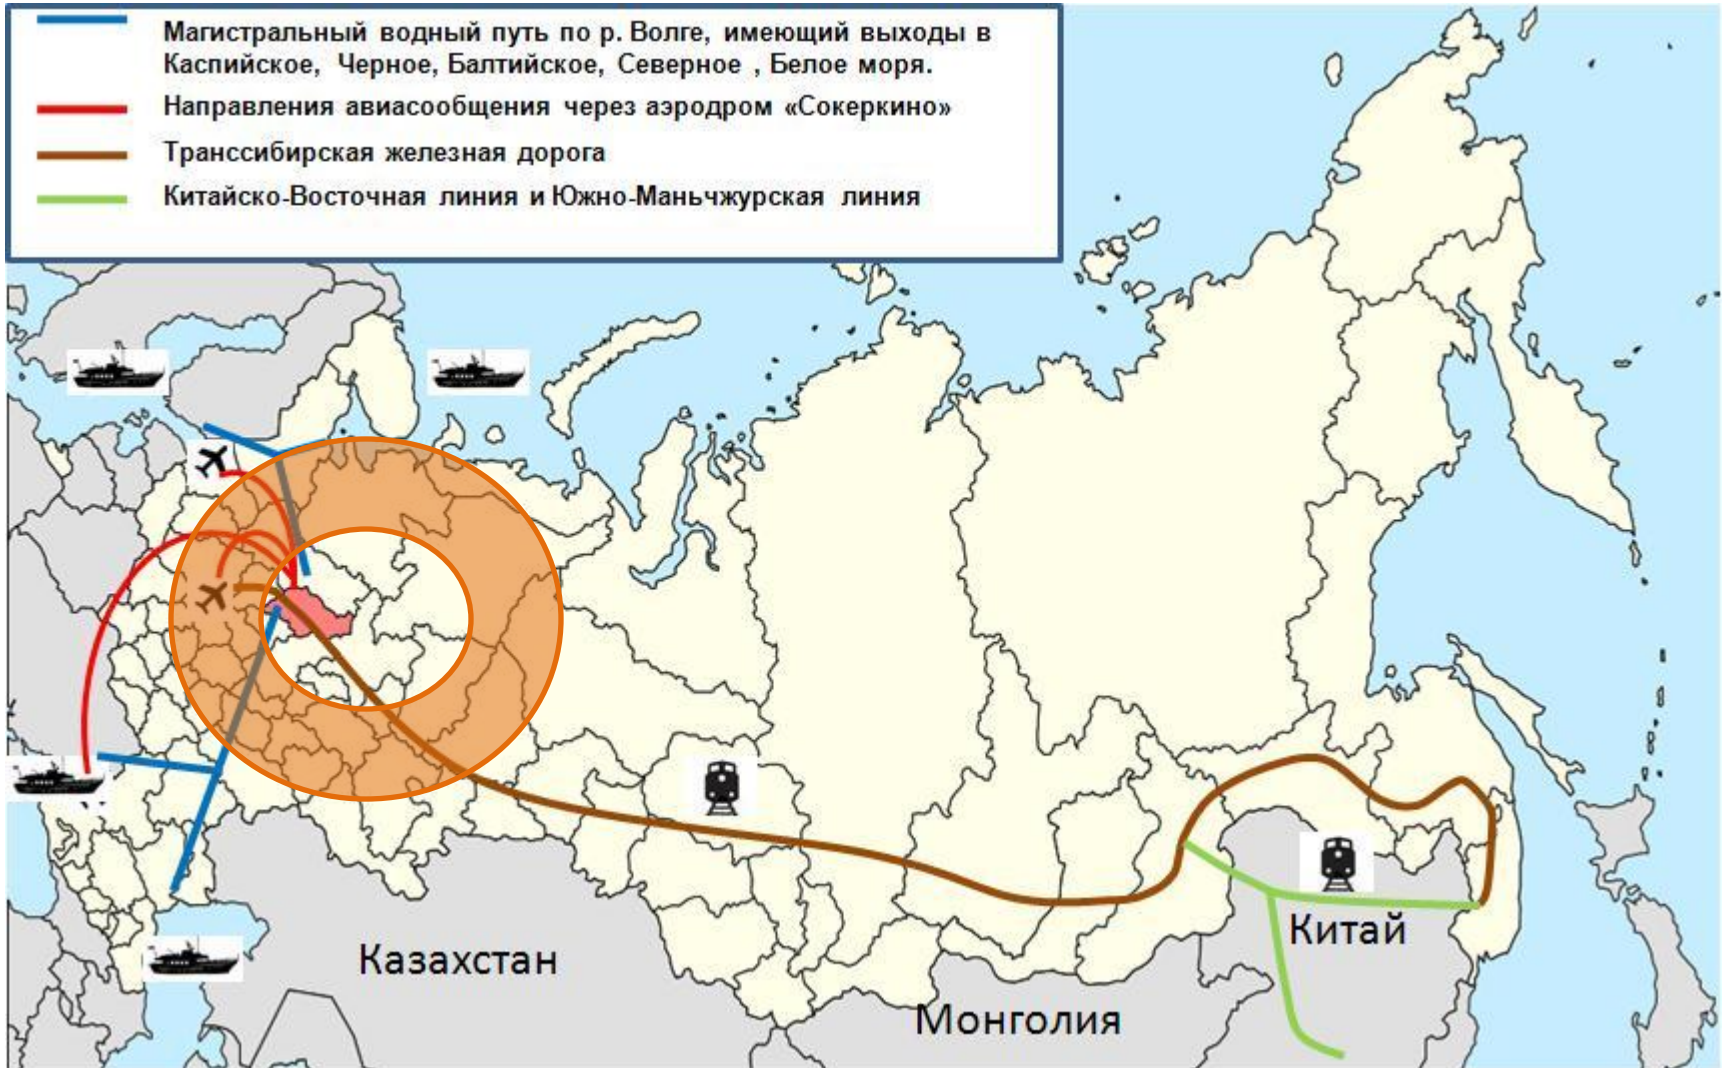 Магистральный водный путь по р. Волге, имеющий выходы в
Каспийское, Черное, Балтийское, Северное , Белое моря.
Направления авиасообщения через аэродром «Сокеркино»
Транссибирская железная дорога
Китайско-Восточная линия и Южно-Маньчжурская линия
Китай
Казахстан
Монголия